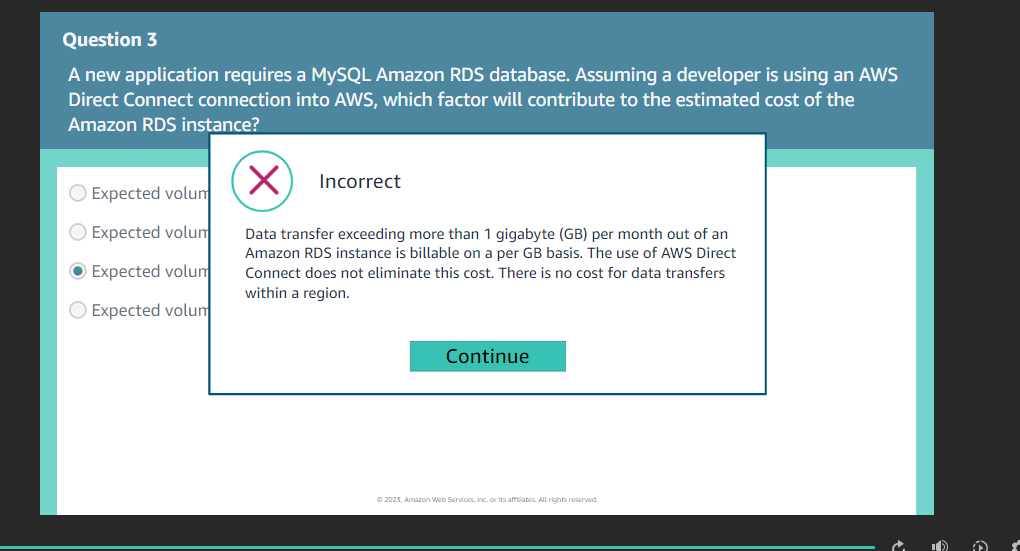 Question 3
A new application requires a MySQL Amazon RDS database. Assuming a developer is using an AWS
Direct Connect connection into AWS, which factor will contribute to the estimated cost of the
Amazon RDS instance?
Incorrect
Expected
Expected
Expected
Expected
Data transfer exceeding more than 1 gigabyte (GB) per month out of an
Amazon RDS instance is billable on a per GB basis. The use of AWS Direct
Connect does not eliminate this cost. There is no cost for data transfers
within a region.
Continue
© 2023, Amazon Web Services, Inc. or its affiliates. All rights reserved.